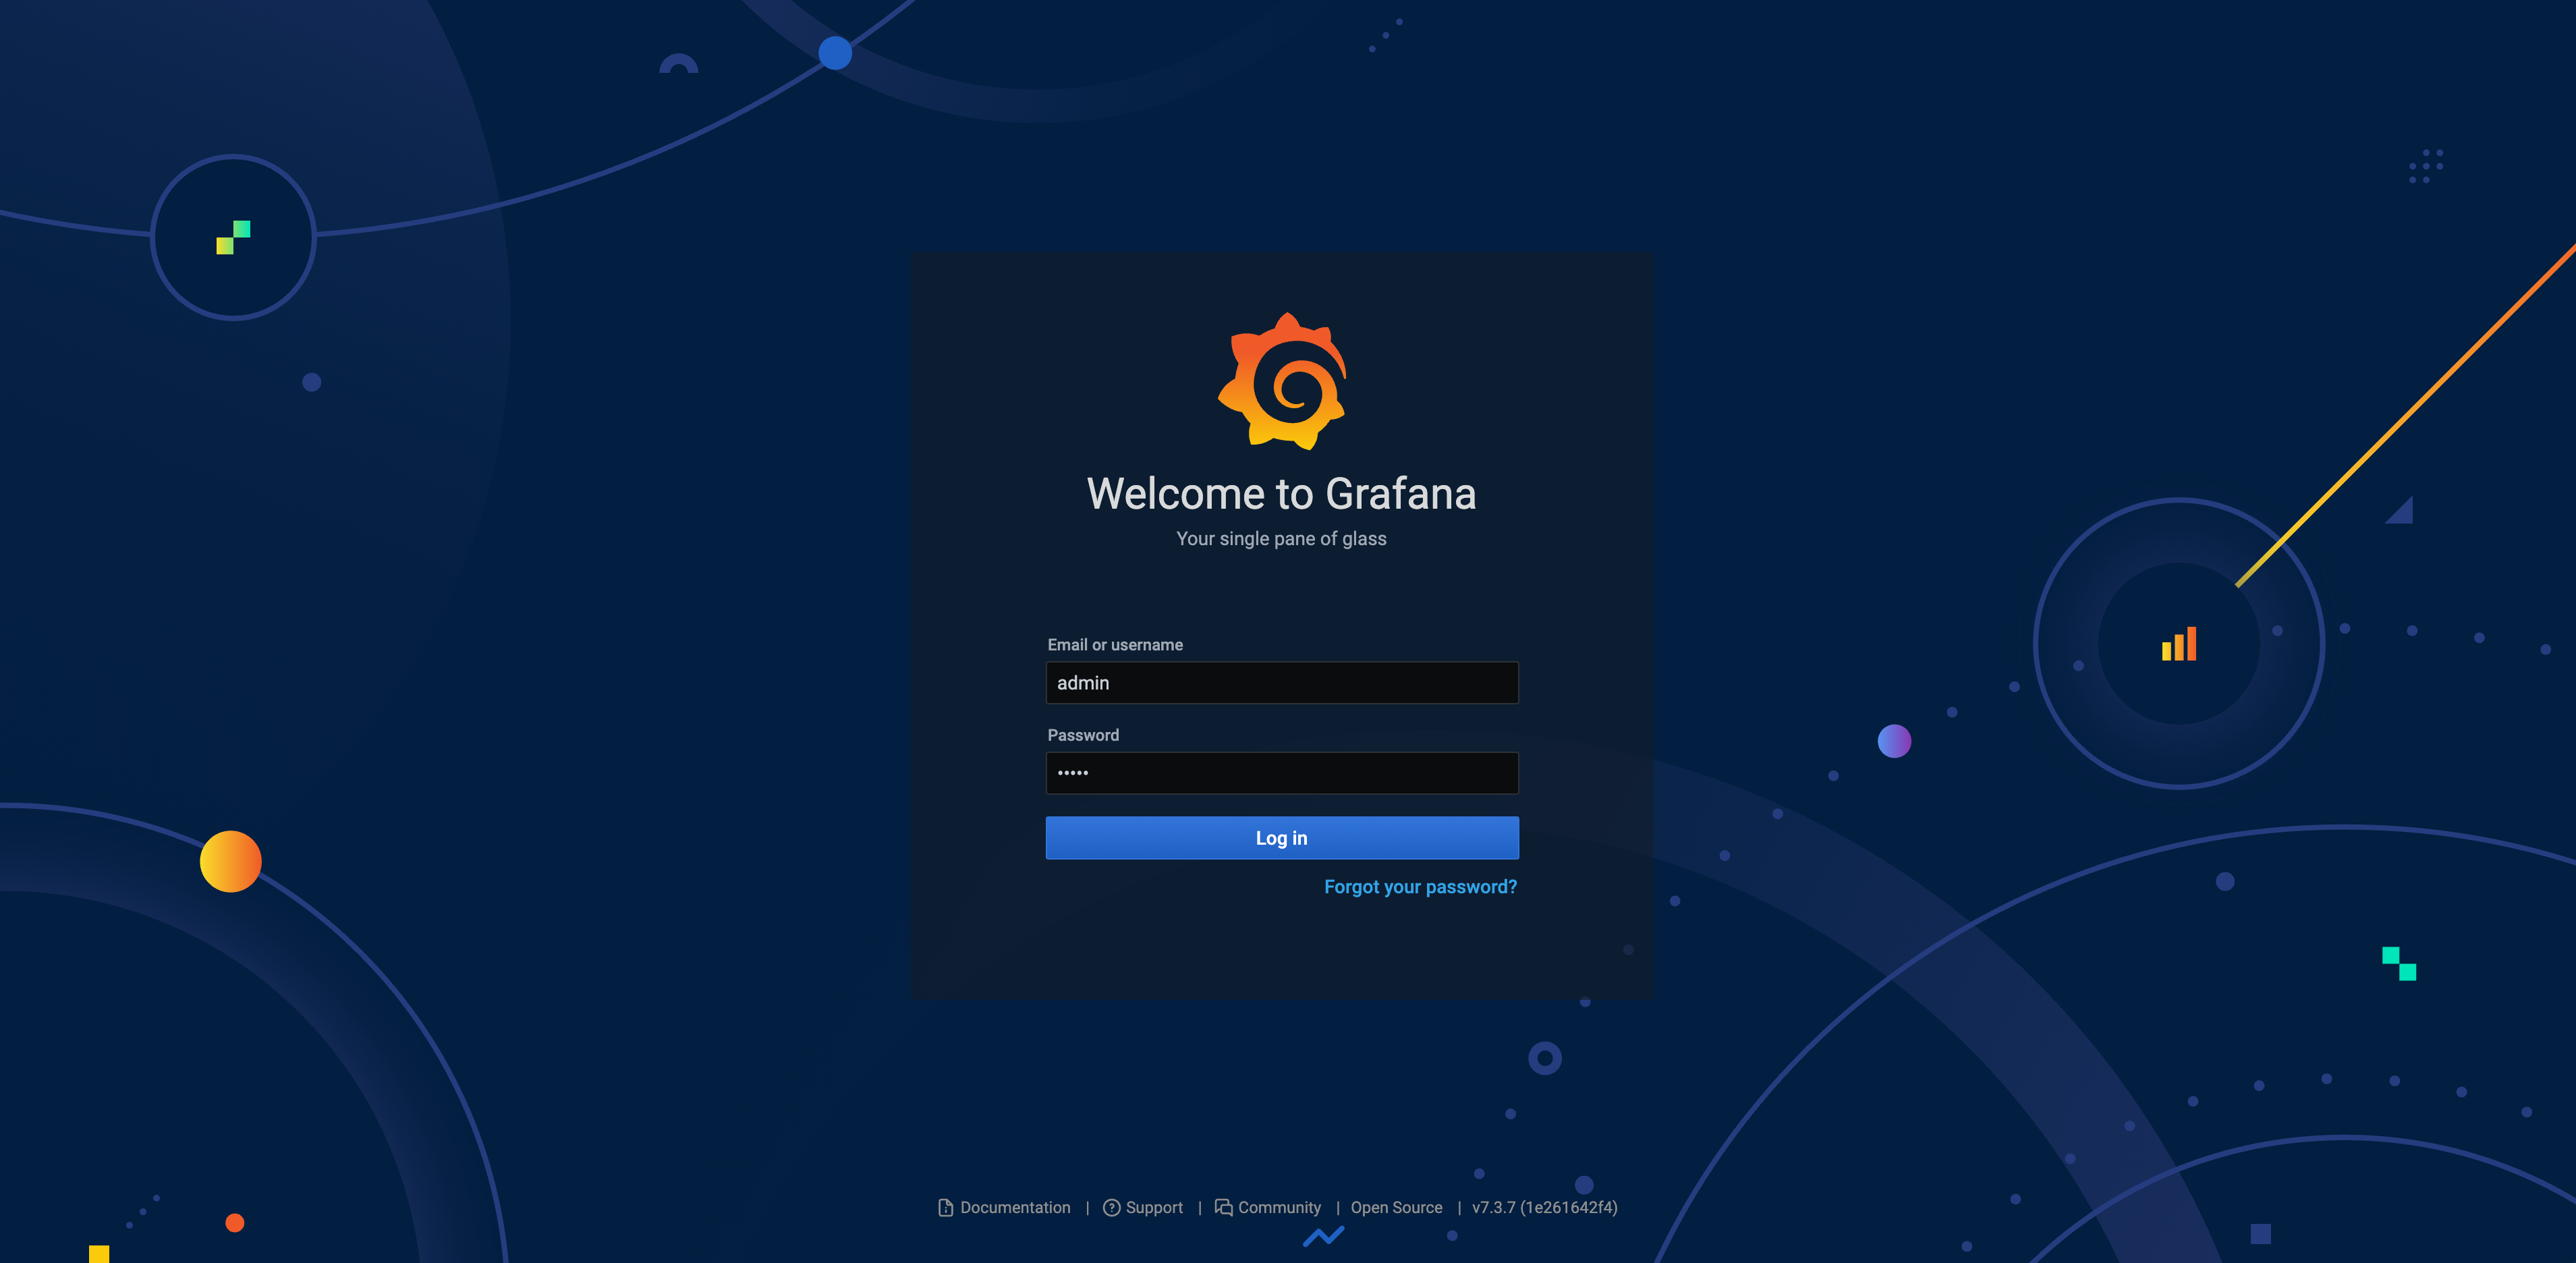 Welcome to Grafana
Your single pane of glass
Email or username
admin
Password
•••••
Log in
Forgot your password?
Documentation | Support | Community | Open Source | v7.3.7 (1e261642f4)